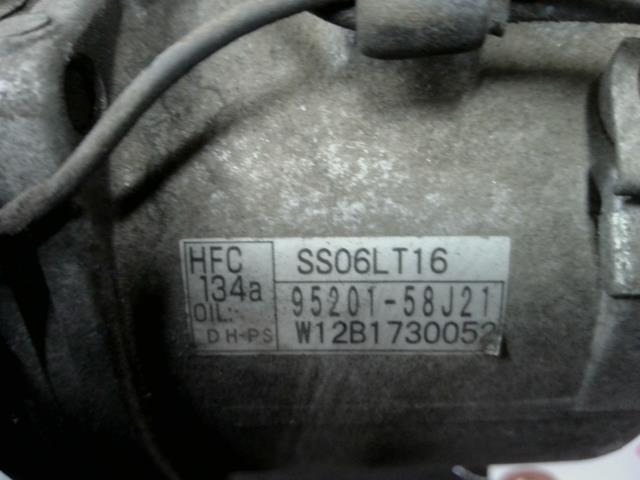 HFC
134a
OIL:
DH-PS
SS06LT16
95201-58J21
W12B1730052